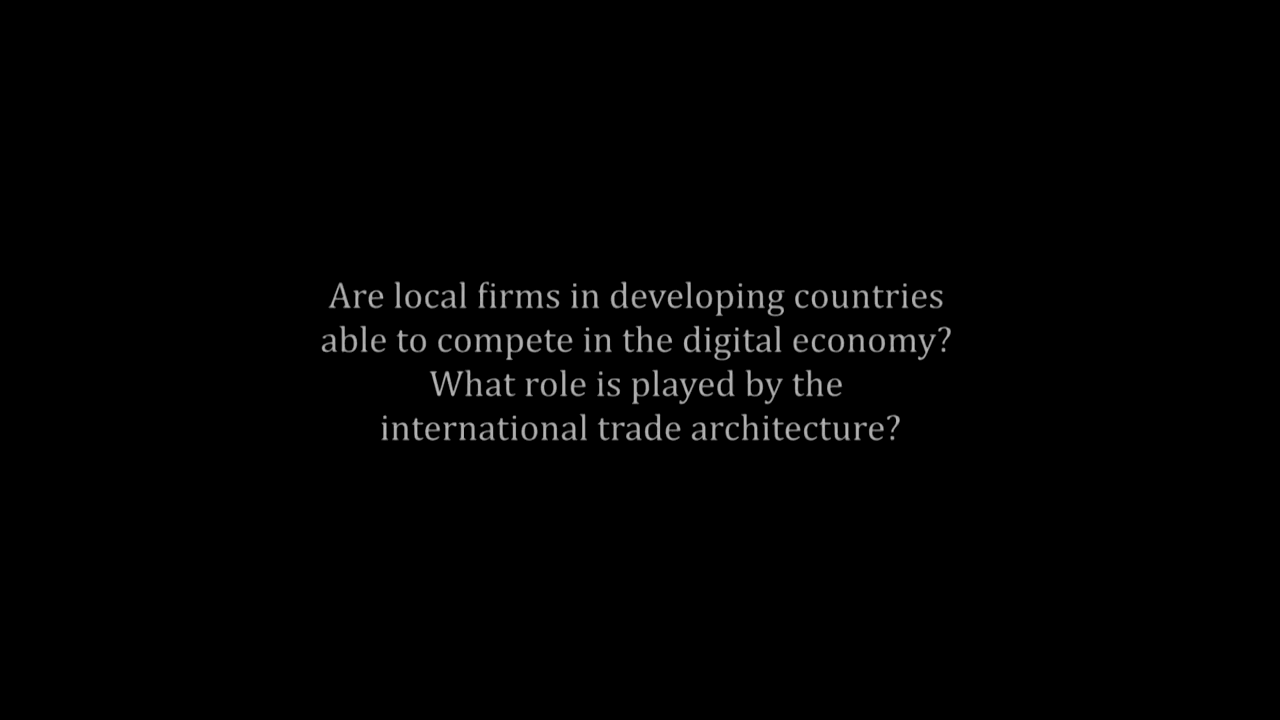 Are local firms in developing countries
able to compete in the digital economy?
What role is played by the
international trade architecture?